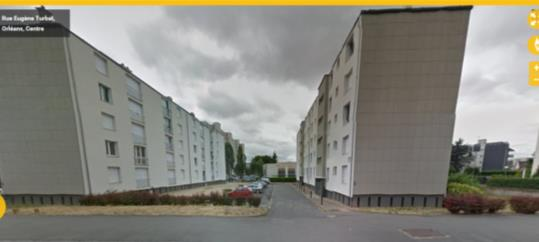 Rue Eugène Turbat,
Orléans, Centre